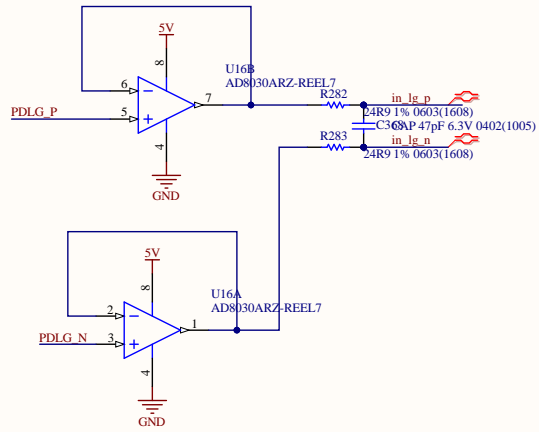 5V
8
U16B
AD8030ARZ-REEL7
6
7
PDLG_P
5
4
GND
R282
in_lg_p
24R9 1% 0603(1608)
CAP 47pF 6.3V 0402(1005)
R283
in_lg_n
24R9 1% 0603(1608)
5V
8
U16A
AD8030ARZ-REEL7
2
1
PDLG_N
3
4
GND